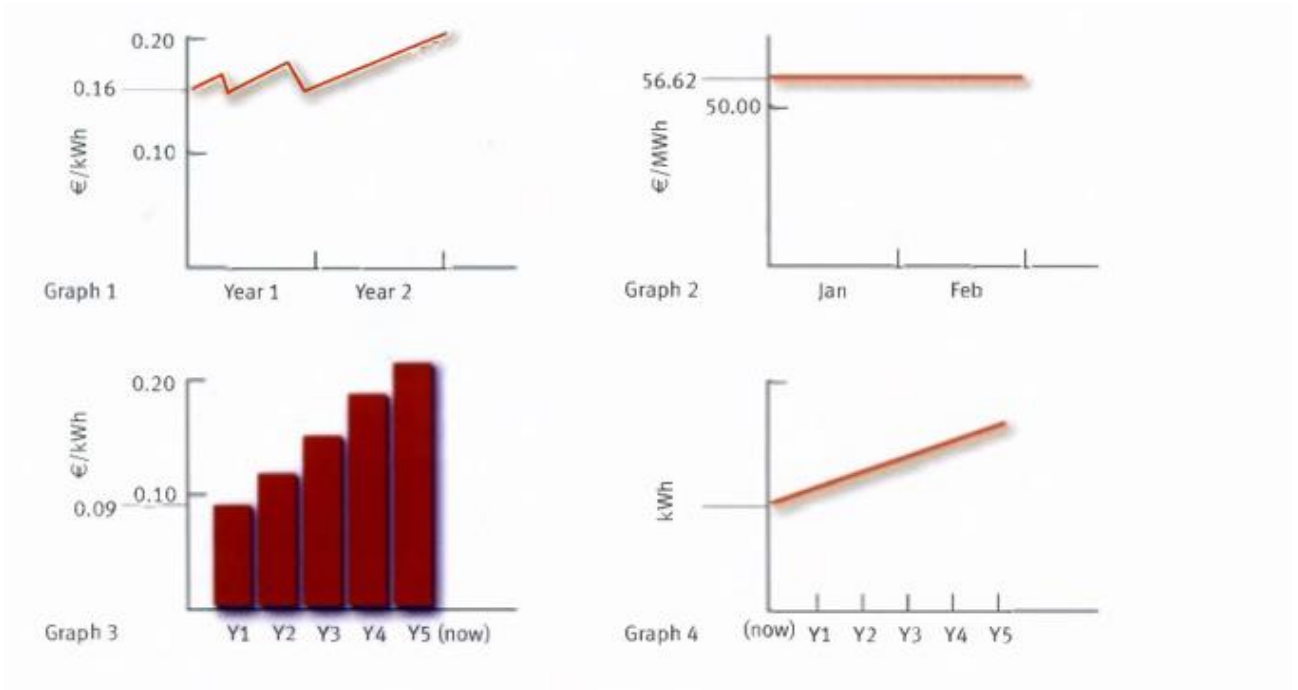 0.20
0.16
0.10
€/kWh
Graph 1
Year 1
Year 2
56.62
50.00
€/MWh
Graph 2
Jan
Feb
0.20
€/kWh
0.10
0.09
Graph 3
Y1 Y2 Y3 Y4 Y5 (now)
kWh
Graph 4
(now) Y1 Y2 Y3 Y4 Y5